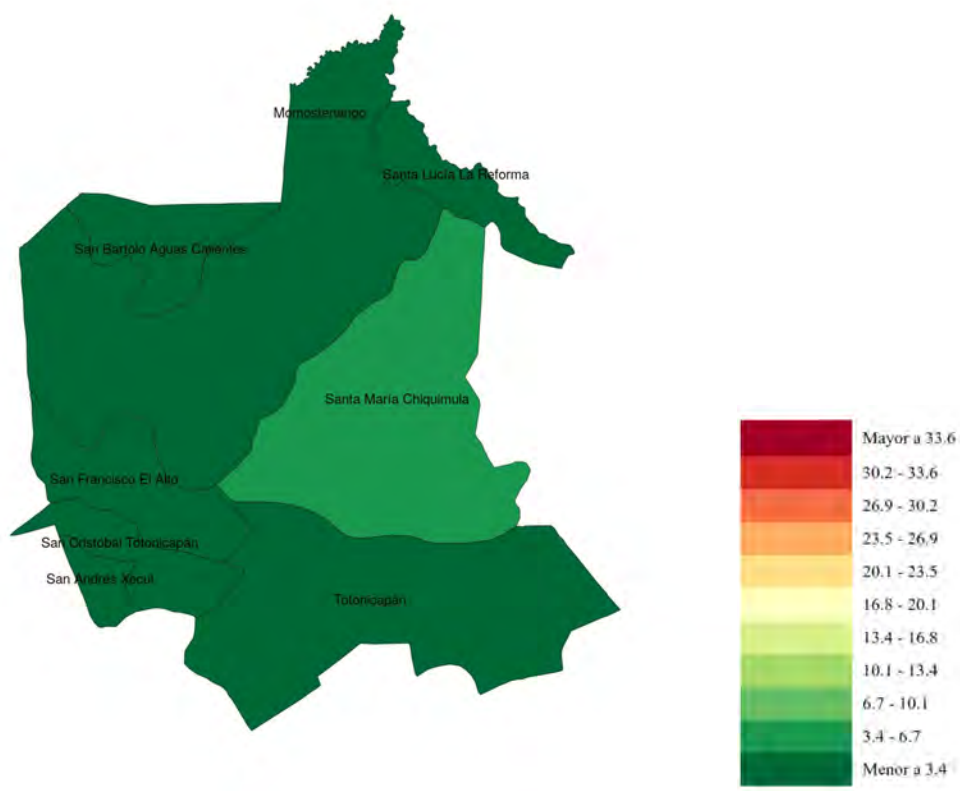 Momostenango
Santa Lucía La Reforma
San Bartolo Aguas Calientes
Santa María Chiquimula
San Francisco El Alto
San Cristóbal Totonicapán
San Andrés Xecul
Totonicapán
Mayor a 33.6
30.2 - 33.6
26.9 - 30.2
23.5 - 26.9
20.1 - 23.5
16.8 - 20.1
13.4 - 16.8
10.1 - 13.4
6.7 - 10.1
3.4 - 6.7
Menor a 3.4